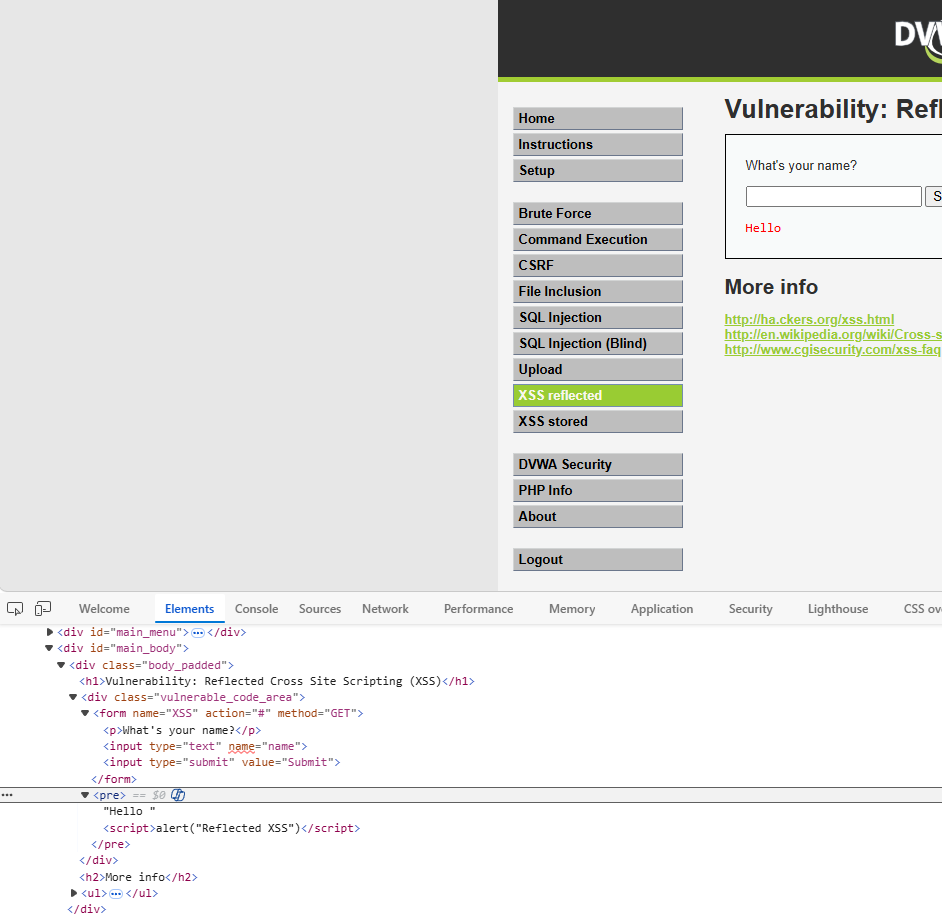 DVW
Home
Instructions
Setup
Brute Force
Command Execution
CSRF
File Inclusion
SQL Injection
SQL Injection (Blind)
Upload
XSS reflected
XSS stored
DVWA Security
PHP Info
About
Logout
Vulnerability: Refl
What's your name?
S
Hello
More info
http://ha.ckers.org/xss.html
http://en.wikipedia.org/wiki/Cross-s
http://www.cgisecurity.com/xss-faq
Welcome Elements Console Sources Network Performance Memory Application Security Lighthouse CSS ov
<div id="main_menu"> ••• </div>
<div id="main_body">
<div class="body_padded">
<h1>Vulnerability: Reflected Cross Site Scripting (XSS)</h1>
<div class="vulnerable_code_area">
<form name="XSS" action="#" method="GET">
<p>What's your name?</p>
<input type="text" name="name">
<input type="submit" value="Submit">
</form>
••• <pre> == $0
"Hello "
<script>alert("Reflected XSS")</script>
</pre>
</div>
<h2>More info</h2>
<ul> ••• </ul>
</div>